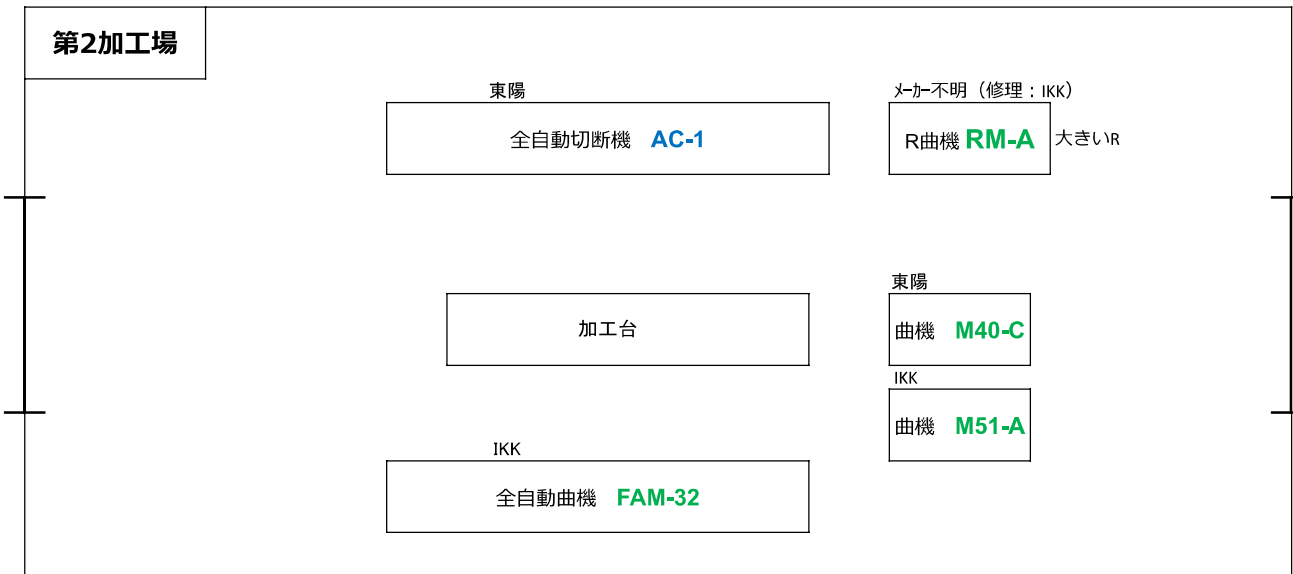 第2加工場
東陽
全自動切断機 AC-1
メーカー不明（修理：IKK）
R曲機 RM-A
大きいR
加工台
東陽
曲機 M40-C
IKK
曲機 M51-A
IKK
全自動曲機 FAM-32